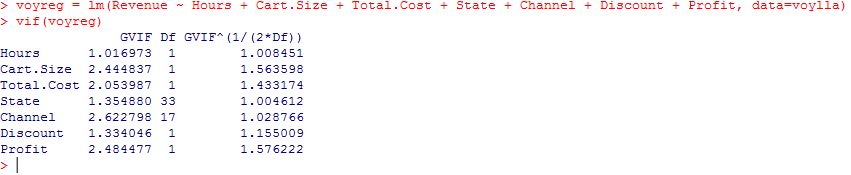 > voyreg = lm(Revenue ~ Hours + Cart.Size + Total.Cost + State + Channel + Discount + Profit, data=voylla)
> vif(voyreg)
GVIF Df GVIF^(1/(2*Df))
Hours 1.016973 1 1.008451
Cart.Size 2.444837 1 1.563598
Total.Cost 2.053987 1 1.433174
State 1.354880 33 1.004612
Channel 2.622798 17 1.028766
Discount 1.334046 1 1.155009
Profit 2.484477 1 1.576222
>